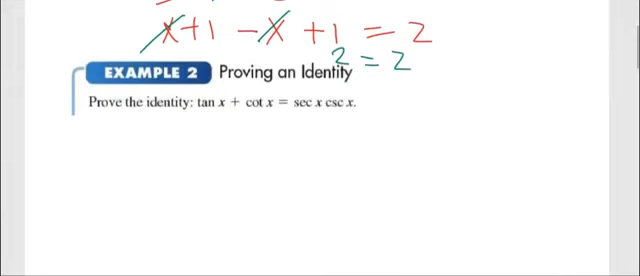 x+1 -x +1 = 2
2 = 2
EXAMPLE 2 Proving an Identity
Prove the identity: tan x + cot x = sec x csc x.